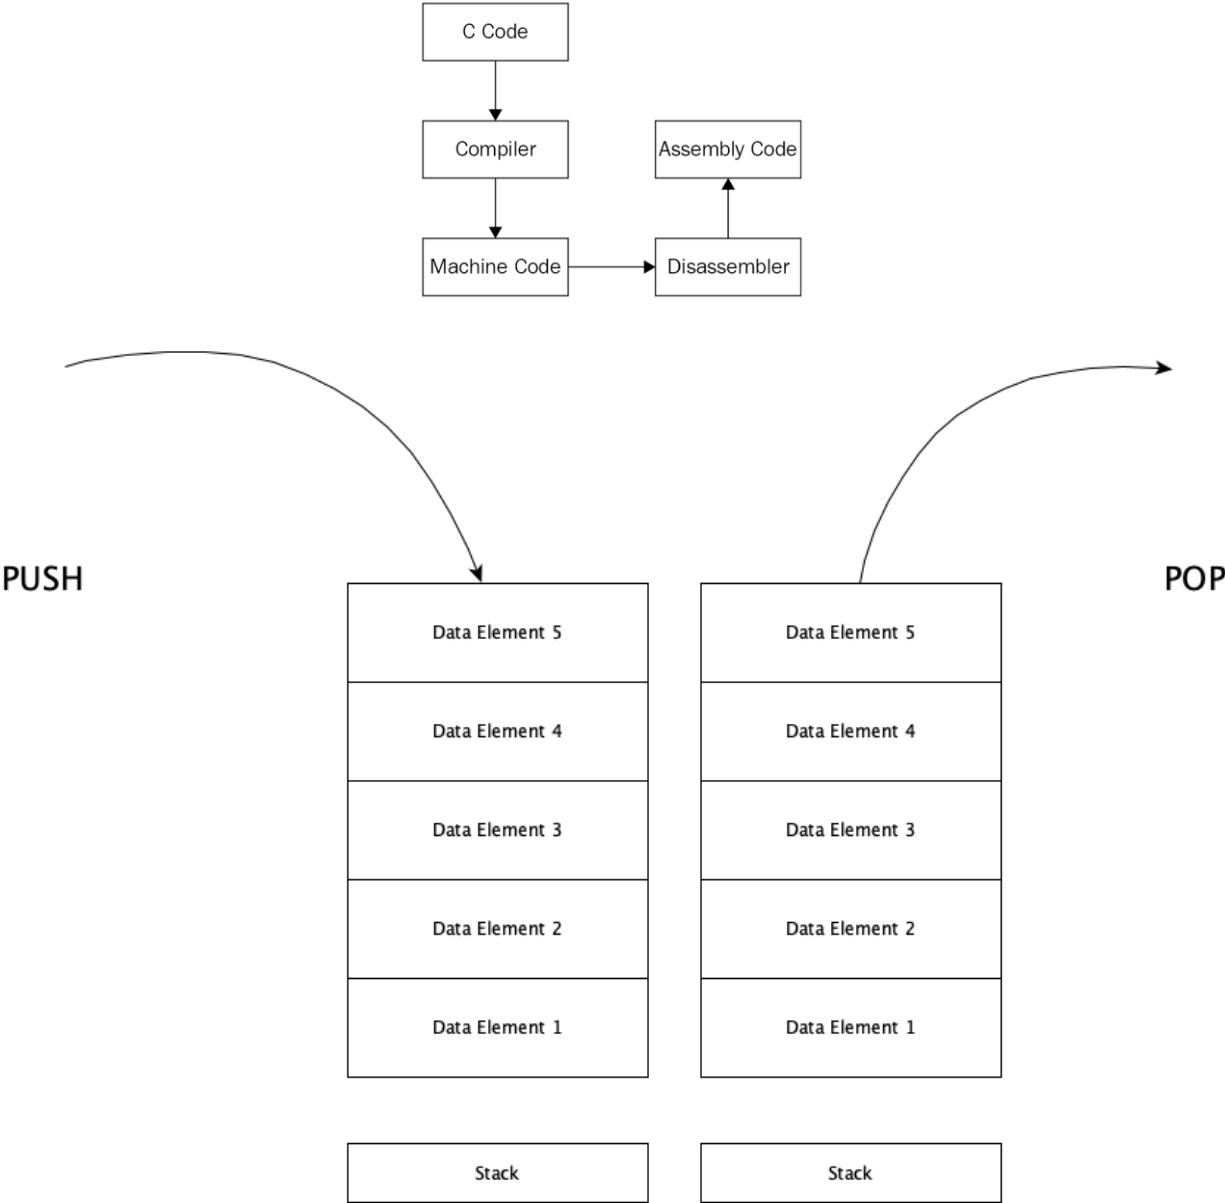 C Code
Compiler
Assembly Code
Machine Code
Disassembler
PUSH
POP
Data Element 5
Data Element 5
Data Element 4
Data Element 4
Data Element 3
Data Element 3
Data Element 2
Data Element 2
Data Element 1
Data Element 1
Stack
Stack